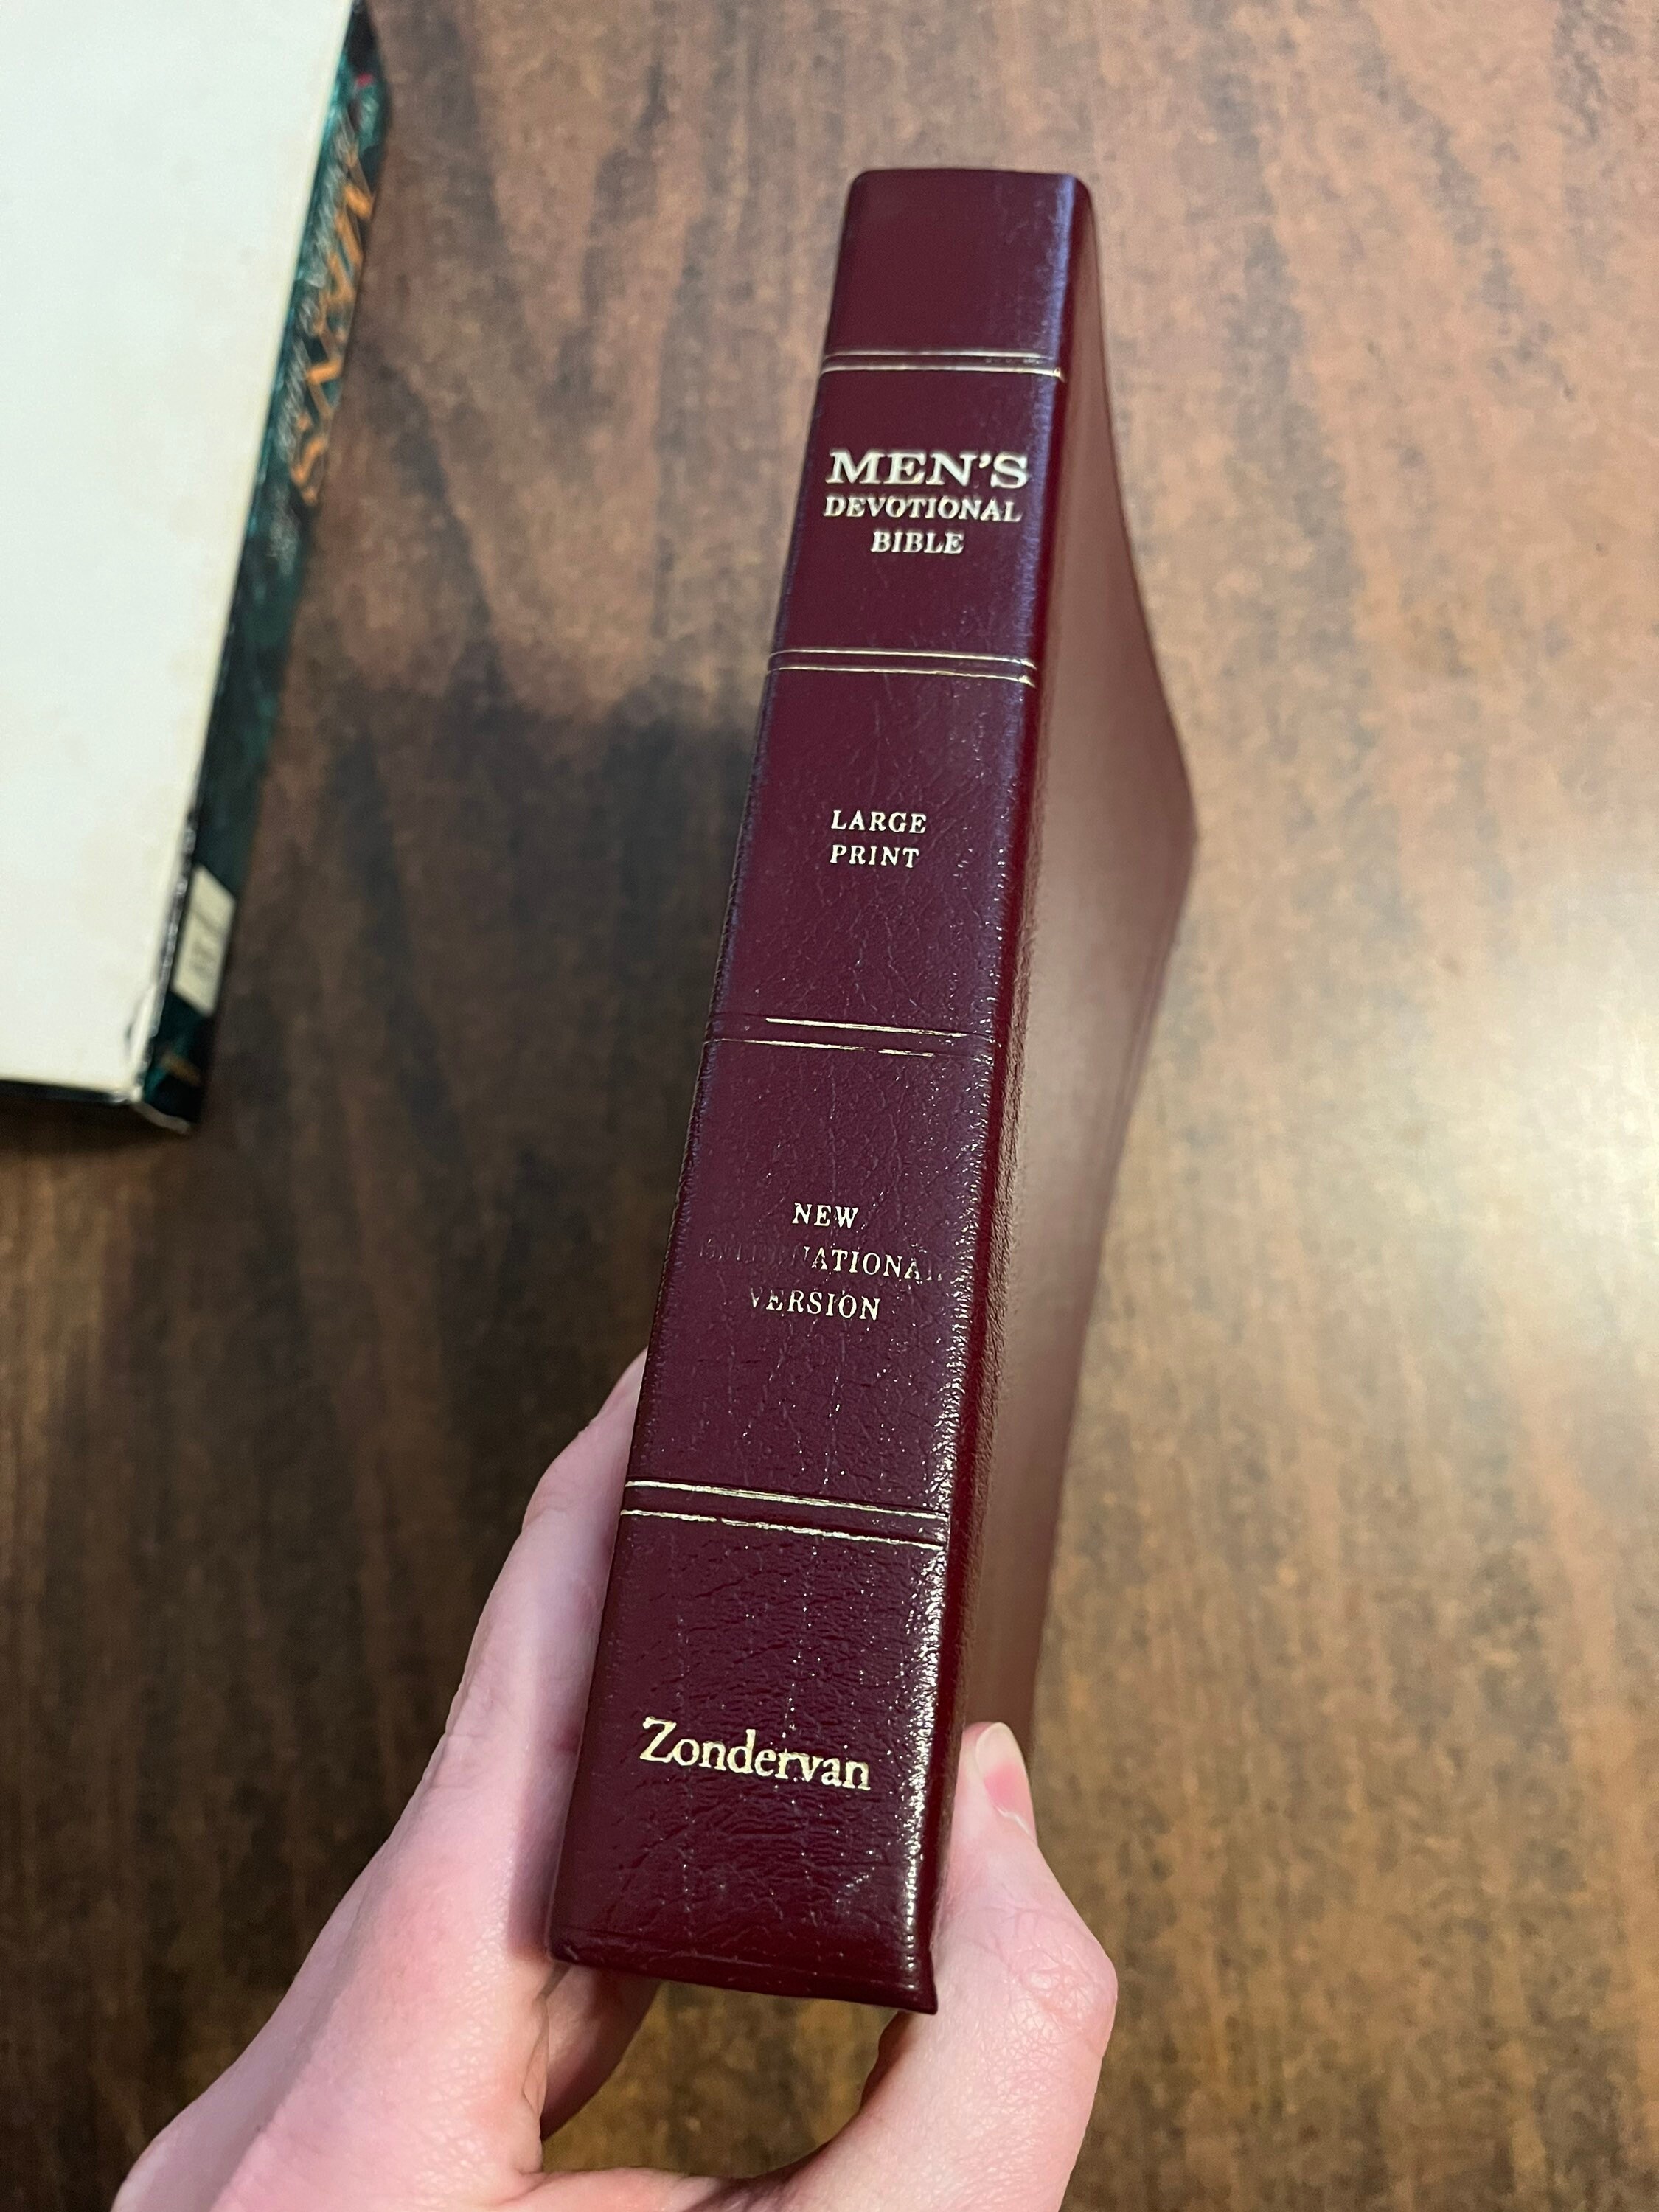 MEN'S
DEVOTIONAL
BIBLE
LARGE
PRINT
NEW
VERSION
Zondervan